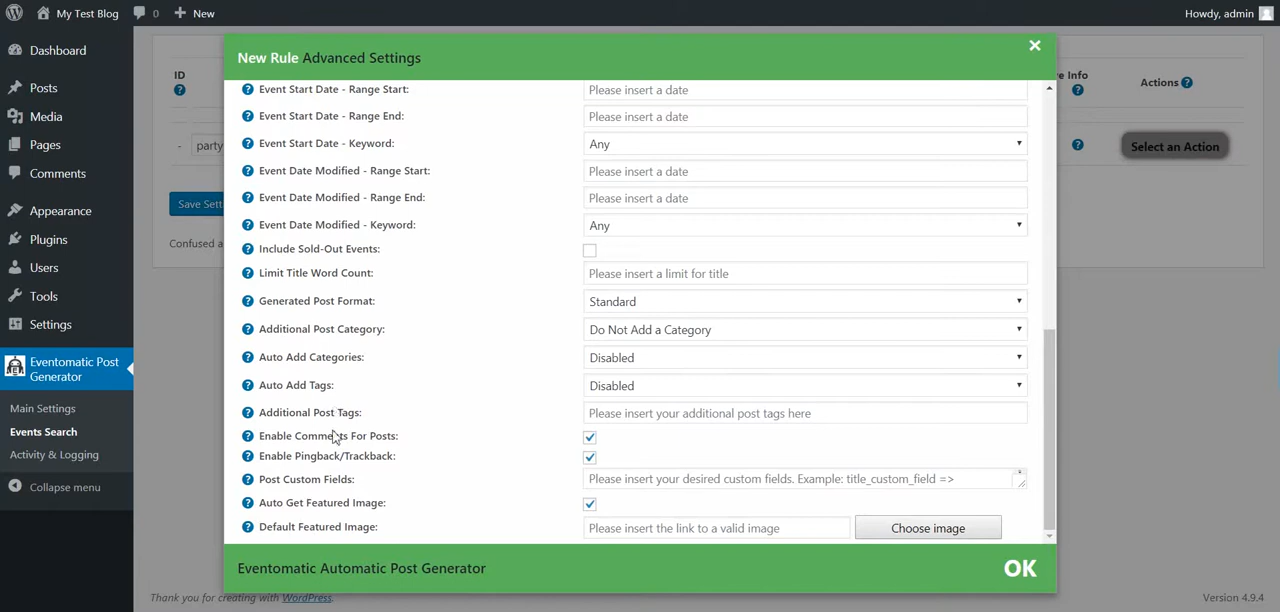 My Test Blog
0
New
Howdy, admin
Dashboard
Posts
Media
Pages
Comments
Appearance
Plugins
Users
Tools
Settings
Eventomatic Post
Generator
Main Settings
Events Search
Activity & Logging
Collapse menu
ID
Info
Actions
- party
Select an Action
Save Sett
Confused a
New Rule Advanced Settings
×
Event Start Date - Range Start: Please insert a date
Event Start Date - Range End: Please insert a date
Event Start Date - Keyword: Any
Event Date Modified - Range Start: Please insert a date
Event Date Modified - Range End: Please insert a date
Event Date Modified - Keyword: Any
Include Sold-Out Events:
Limit Title Word Count: Please insert a limit for title
Generated Post Format: Standard
Additional Post Category: Do Not Add a Category
Auto Add Categories: Disabled
Auto Add Tags: Disabled
Additional Post Tags: Please insert your additional post tags here
Enable Comments For Posts:
Enable Pingback/Trackback:
Post Custom Fields: Please insert your desired custom fields. Example: title_custom_field =>
Auto Get Featured Image:
Default Featured Image: Please insert the link to a valid image Choose image
Eventomatic Automatic Post Generator OK
Thank you for creating with WordPress.
Version 4.9.4